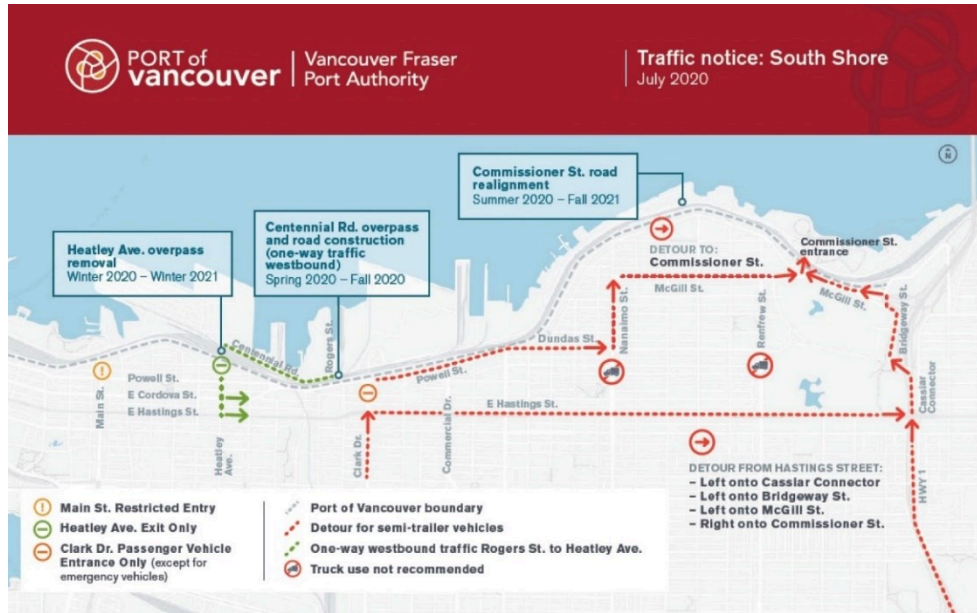 PORT of
vancouver
Vancouver Fraser
Port Authority
Traffic notice: South Shore
July 2020
N
Commissioner St. road
realignment
Summer 2020 – Fall 2021
Centennial Rd. overpass
and road construction
(one-way traffic
westbound)
Spring 2020 – Fall 2020
Heatley Ave. overpass
removal
Winter 2020 – Winter 2021
DETOUR TO:
Commissioner St.
Commissioner St.
entrance
McGill St.
McGill St.
Nanaimo St.
Renfrew St.
Bridgeway St.
Dundas St.
Rogers St.
Centennial Rd.
Powell St.
Main St.
Powell St.
E Cordova St.
E Hastings St.
Heatley
Ave.
Clark Dr.
Commercial Dr.
E Hastings St.
Cassiar
Connector
HWY 1
DETOUR FROM HASTINGS STREET:
– Left onto Cassiar Connector
– Left onto Bridgeway St.
– Left onto McGill St.
– Right onto Commissioner St.
Main St. Restricted Entry
Heatley Ave. Exit Only
Clark Dr. Passenger Vehicle
Entrance Only (except for
emergency vehicles)
Port of Vancouver boundary
Detour for semi-trailer vehicles
One-way westbound traffic Rogers St. to Heatley Ave.
Truck use not recommended